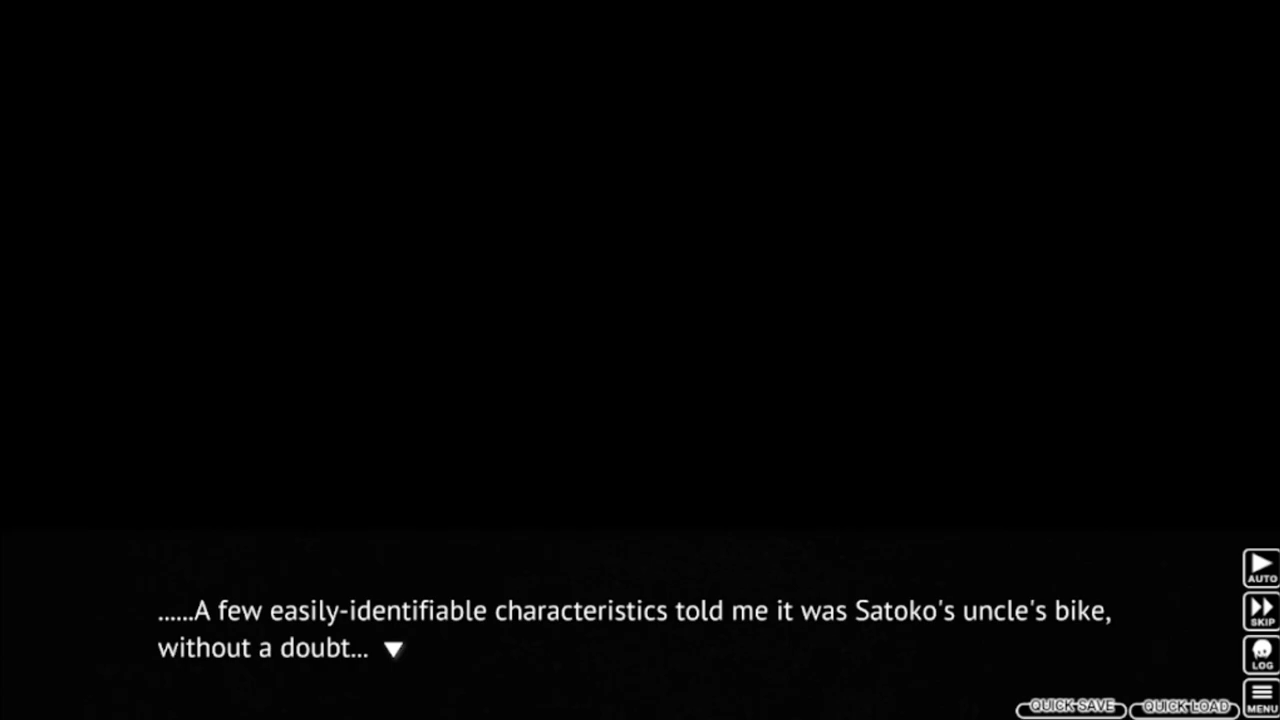 ......A few easily-identifiable characteristics told me it was Satoko's uncle's bike,
without a doubt...
AUTO
SKIP
LOG
MENU
QUICK SAVE
QUICK LOAD